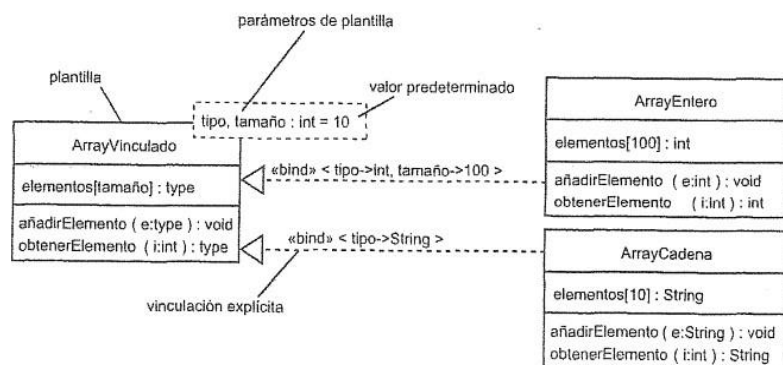 parámetros de plantilla
plantilla
valor predeterminado
tipo, tamaño : int = 10
ArrayVinculado
elementos[tamaño] : type
añadirElemento ( e:type ) : void
obtenerElemento ( i:int ) : type
«bind» < tipo->int, tamaño->100 >
«bind» < tipo->String >
vinculación explícita
ArrayEntero
elementos[100] : int
añadirElemento ( e:int ) : void
obtenerElemento ( i:int ) : int
ArrayCadena
elementos[10] : String
añadirElemento ( e:String ) : void
obtenerElemento ( i:int ) : String